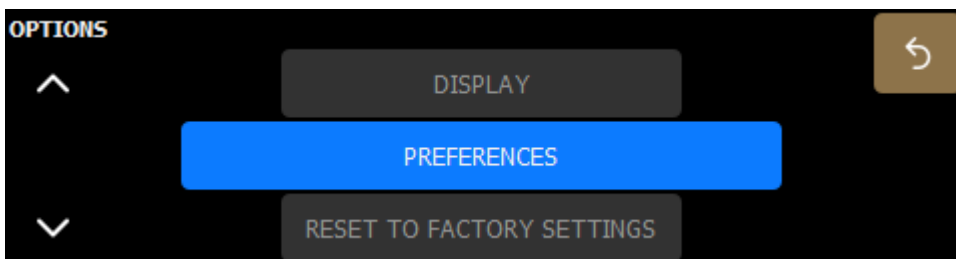 OPTIONS
DISPLAY
PREFERENCES
RESET TO FACTORY SETTINGS